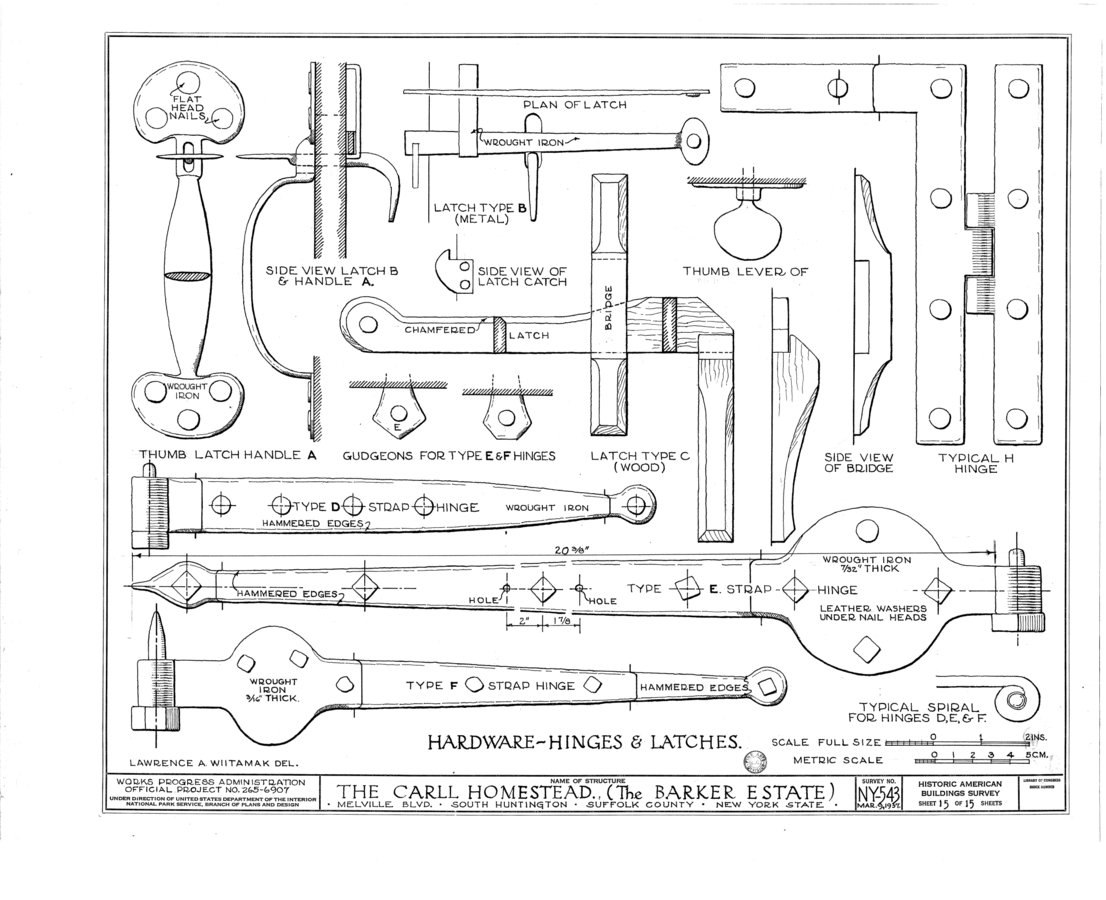 FLAT
HEAD
NAILS
WROUGHT
IRON
THUMB LATCH HANDLE A
SIDE VIEW LATCH B
& HANDLE A.
PLAN OF LATCH
WROUGHT IRON
LATCH TYPE B
(METAL)
SIDE VIEW OF
LATCH CATCH
CHAMFERED
LATCH
BRIDGE
E
GUDGEONS FOR TYPE E & F HINGES
LATCH TYPE C
(WOOD)
THUMB LEVER OF
SIDE VIEW
OF BRIDGE
TYPICAL H
HINGE
TYPE D STRAP HINGE
WROUGHT IRON
HAMMERED EDGES
20 3/8"
HAMMERED EDGES
HOLE
HOLE
2"
1 7/8
TYPE E. STRAP HINGE
WROUGHT IRON
7/32" THICK
LEATHER WASHERS
UNDER NAIL HEADS
WROUGHT
IRON
3/16" THICK.
TYPE F STRAP HINGE
HAMMERED EDGES
TYPICAL SPIRAL
FOR HINGES D,E,& F.
HARDWARE~HINGES & LATCHES.
SCALE FULL SIZE
0 1 2INS.
METRIC SCALE
0 1 2 3 4 5CM.
LAWRENCE A. WIITAMAK DEL.
WORKS PROGRESS ADMINISTRATION
OFFICIAL PROJECT NO. 265-6907
UNDER DIRECTION OF UNITED STATES DEPARTMENT OF THE INTERIOR
NATIONAL PARK SERVICE, BRANCH OF PLANS AND DESIGN
NAME OF STRUCTURE
THE CARLL HOMESTEAD., (THE BARKER ESTATE)
· MELVILLE BLVD. · SOUTH HUNTINGTON · SUFFOLK COUNTY · NEW YORK STATE ·
SURVEY NO.
NY-543
MAR. 9, 1937.
HISTORIC AMERICAN
BUILDINGS SURVEY
SHEET 15 OF 15 SHEETS
LIBRARY OF CONGRESS
INDEX NUMBER